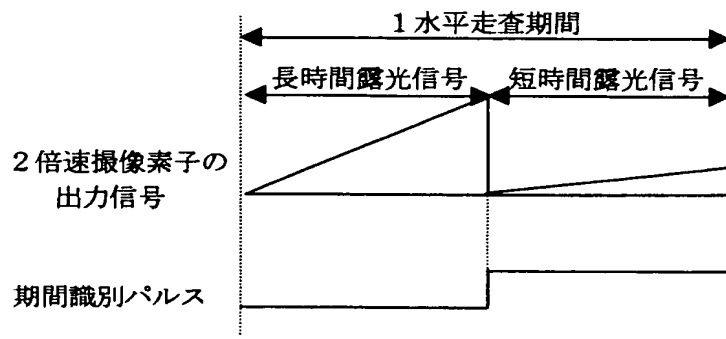 １水平走査期間
長時間露光信号
短時間露光信号
２倍速撮像素子の
出力信号
期間識別パルス